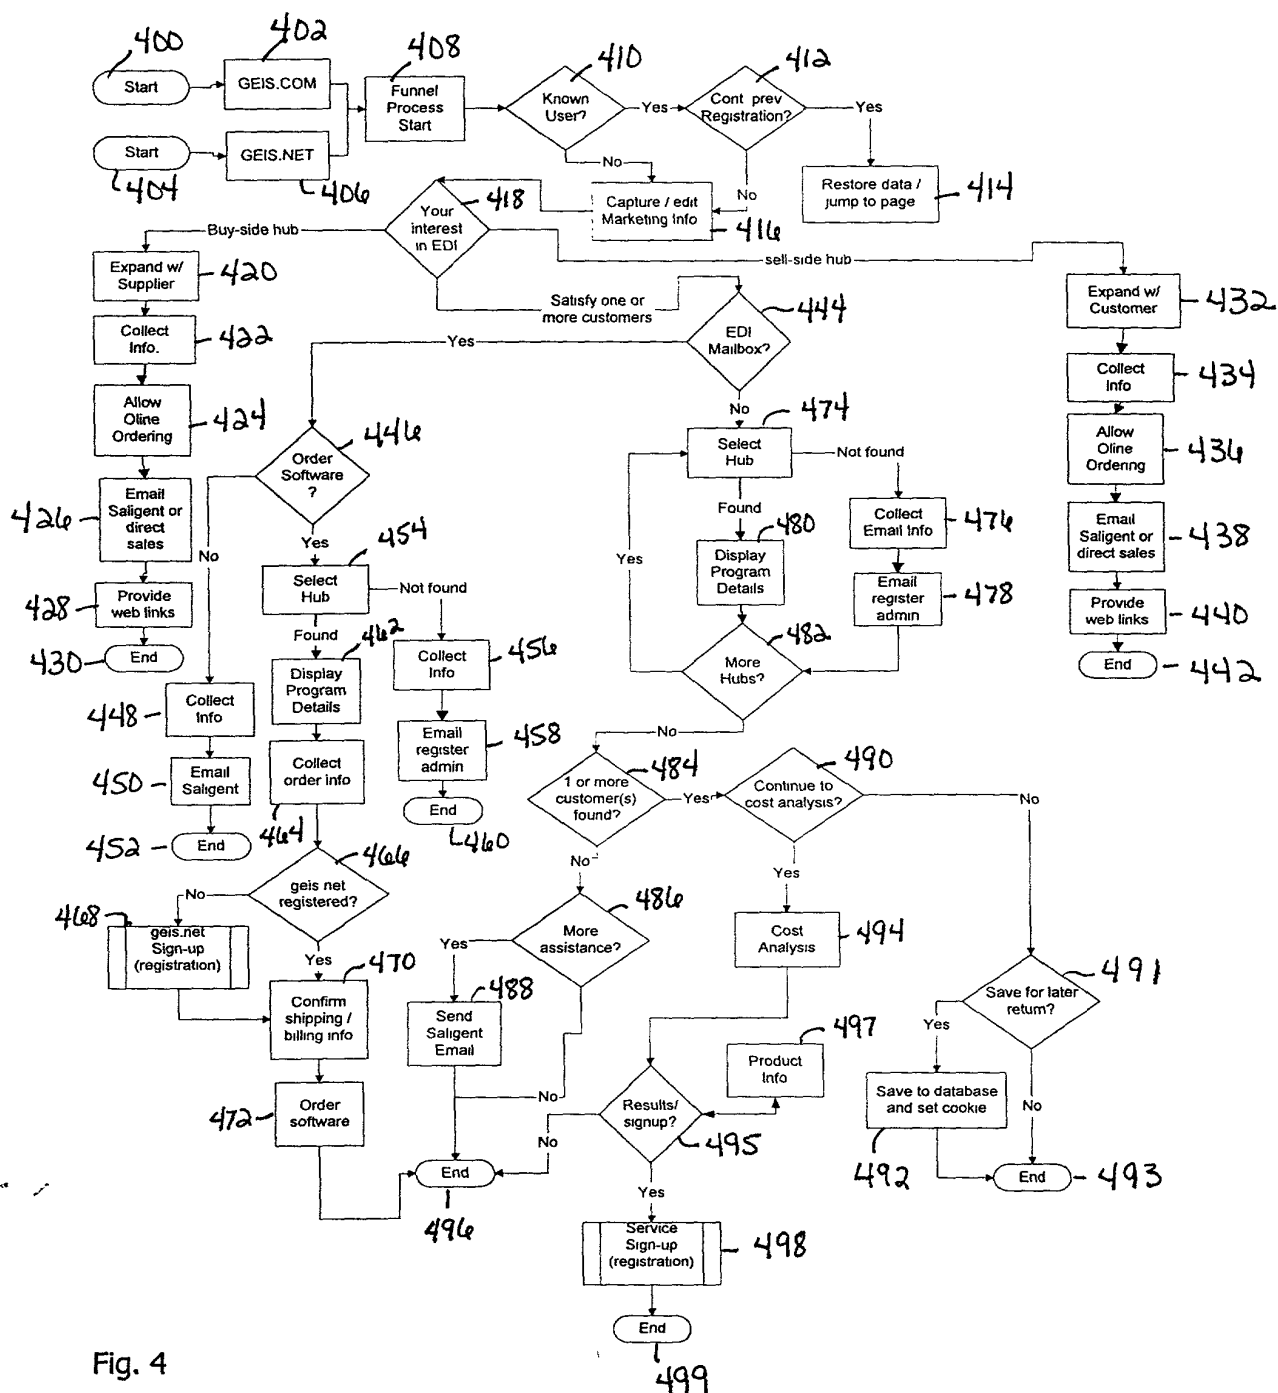 400
402
408
410
412
Start
GEIS.COM
Funnel
Process
Start
Known
User?
Yes
Cont prev
Registration?
Yes
Start
GEIS.NET
404
406
No
No
Restore data /
jump to page
414
Capture / edit
Marketing Info
416
Your
interest
in EDI
418
Buy-side hub
sell-side hub
Satisfy one or
more customers
Expand w/
Supplier
420
Collect
Info.
422
Allow
Oline
Ordering
424
Email
Saligent or
direct
sales
426
Provide
web links
428
End
430
Expand w/
Customer
432
Collect
Info
434
Allow
Oline
Ordering
436
Email
Saligent or
direct sales
438
Provide
web links
440
End
442
EDI
Mailbox?
444
Yes
No
Order
Software
?
446
No
Yes
Collect
Info
448
Email
Saligent
450
End
452
Select
Hub
454
Not found
Found
Collect
Info
456
Email
register
admin
458
End
460
Display
Program
Details
462
Collect
order info
464
geis net
registered?
466
No
Yes
geis.net
Sign-up
(registration)
468
Confirm
shipping /
billing info
470
Order
software
472
Select
Hub
474
Not found
Found
Yes
Collect
Email Info
476
Email
register
admin
478
Display
Program
Details
480
More
Hubs?
482
No
1 or more
customer(s)
found?
484
Yes
No
More
assistance?
486
Yes
No
Send
Saligent
Email
488
Continue to
cost analysis?
490
No
Yes
Cost
Analysis
494
Save for later
return?
491
Yes
No
Save to database
and set cookie
492
End
493
Product
Info
497
Results/
signup?
495
No
Yes
End
496
Service
Sign-up
(registration)
498
End
499
Fig. 4